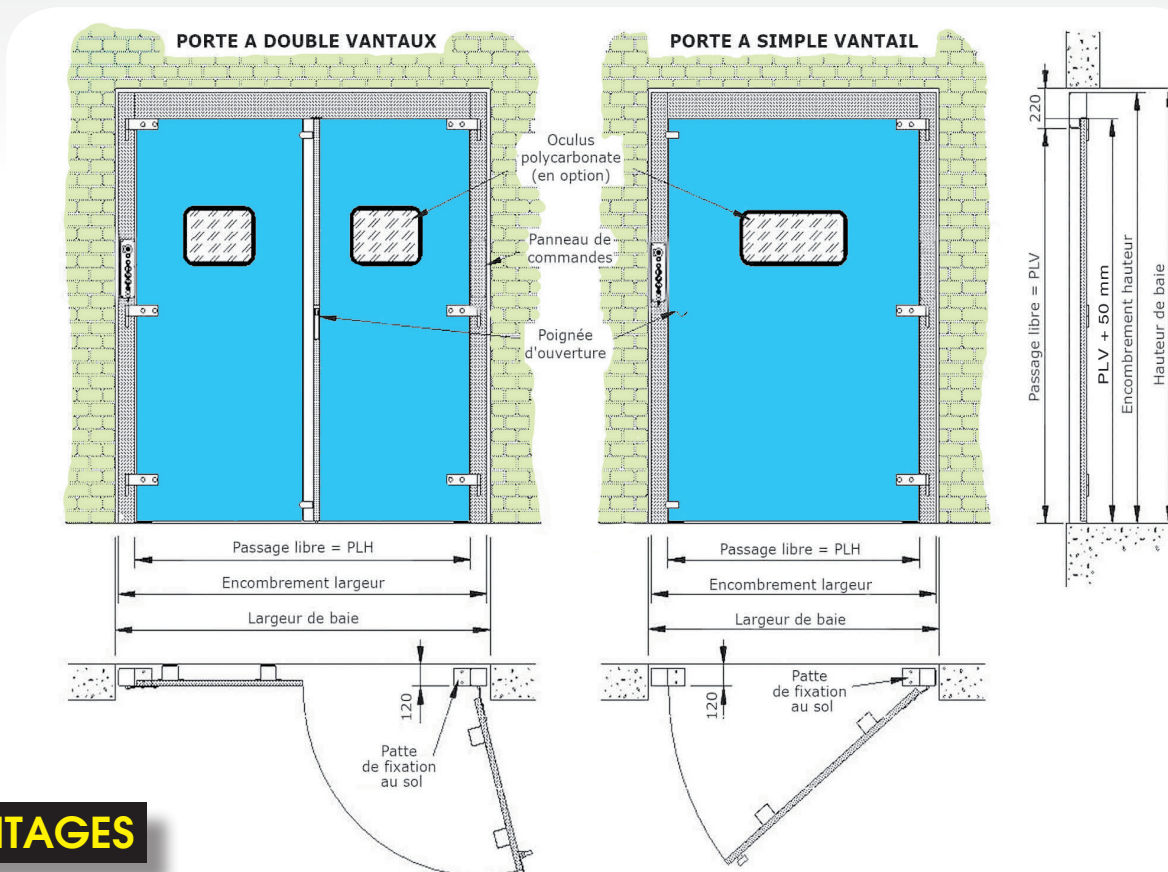 PORTE A DOUBLE VANTAUX
PORTE A SIMPLE VANTAIL
Oculus
polycarbonate
(en option)
Panneau de
commandes
Poignée
d'ouverture
220
Passage libre = PLV
PLV + 50 mm
Encombrement hauteur
Hauteur de baie
Passage libre = PLH
Encombrement largeur
Largeur de baie
Passage libre = PLH
Encombrement largeur
Largeur de baie
120
Patte
de fixation
au sol
120
Patte
de fixation
au sol